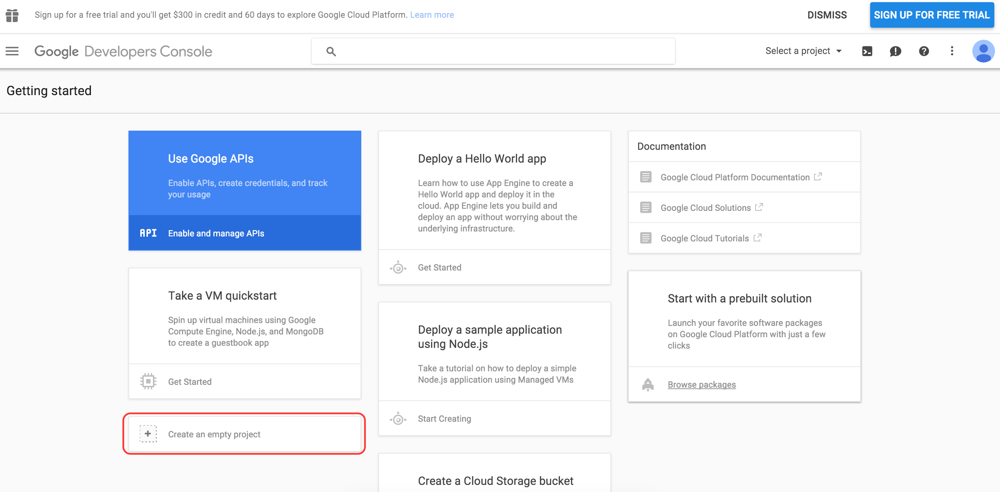 Sign up for a free trial and you'll get $300 in credit and 60 days to explore Google Cloud Platform. Learn more
DISMISS
SIGN UP FOR FREE TRIAL
Google Developers Console
Select a project
Getting started
Use Google APIs
Enable APIs, create credentials, and track
your usage
API
Enable and manage APIs
Take a VM quickstart
Spin up virtual machines using Google
Compute Engine, Node.js, and MongoDB
to create a guestbook app
Get Started
Create an empty project
Deploy a Hello World app
Learn how to use App Engine to create a
Hello World app and deploy it in the
cloud. App Engine lets you build and
deploy an app without worrying about the
underlying infrastructure.
Get Started
Deploy a sample application
using Node.js
Take a tutorial on how to deploy a simple
Node.js application using Managed VMs
Start Creating
Create a Cloud Storage bucket
Documentation
Google Cloud Platform Documentation
Google Cloud Solutions
Google Cloud Tutorials
Start with a prebuilt solution
Launch your favorite software packages
on Google Cloud Platform with just a few
clicks
Browse packages